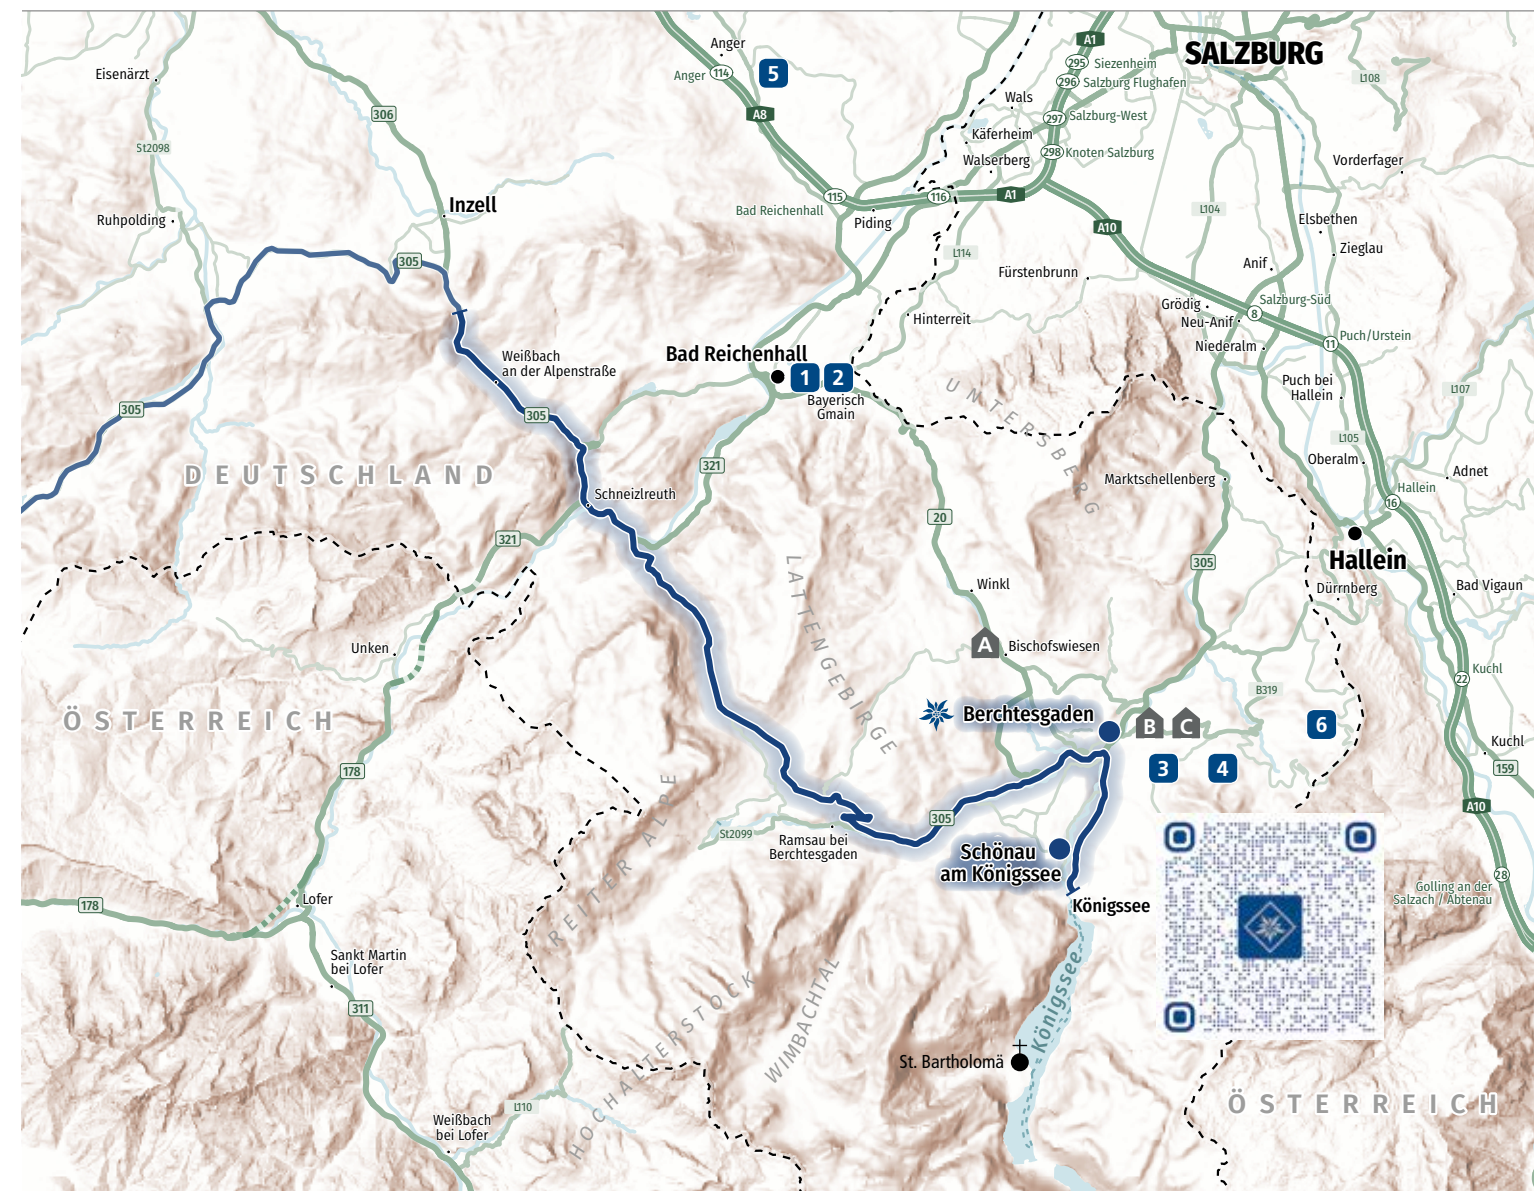 Anger
Anger
114
5
A8
A1
295
Siezenheim
296
Salzburg Flughafen
SALZBURG
L108
Eisenärzt
306
St2098
Wals
297
Salzburg-West
Käferheim
298
Knoten Salzburg
Walserberg
Vorderfager
Inzell
Ruhpolding
115
116
A1
Bad Reichenhall
Piding
L104
A10
Elsbethen
Zieglau
305
L114
Anif
Fürstenbrunn
Grödig
Salzburg-Süd
8
Neu-Anif
Hinterreit
Puch/Urstein
11
Niederalm
Weißbach
an der Alpenstraße
Bad Reichenhall
1
2
Bayerisch
Gmain
UNTERSBERG
Puch bei
Hallein
L107
305
305
L105
Oberalm
DEUTSCHLAND
321
Adnet
Marktschellenberg
Hallein
16
Schneizlreuth
20
321
Hallein
305
LATTENGEBIRGE
Winkl
Dürrnberg
Bad Vigaun
Unken
A
Bischofswiesen
Kuchl
22
B319
ÖSTERREICH
Berchtesgaden
B
C
6
Kuchl
178
3
4
159
REITER ALPE
A10
305
St2099
Ramsau bei
Berchtesgaden
Schönau
am Königssee
28
Golling an der
Salzach / Abtenau
178
Lofer
Königssee
Sankt Martin
bei Lofer
311
HOCHALTERSTOCK
WIMBACHTAL
Königssee
St. Bartholomä
L110
Weißbach
bei Lofer
ÖSTERREICH